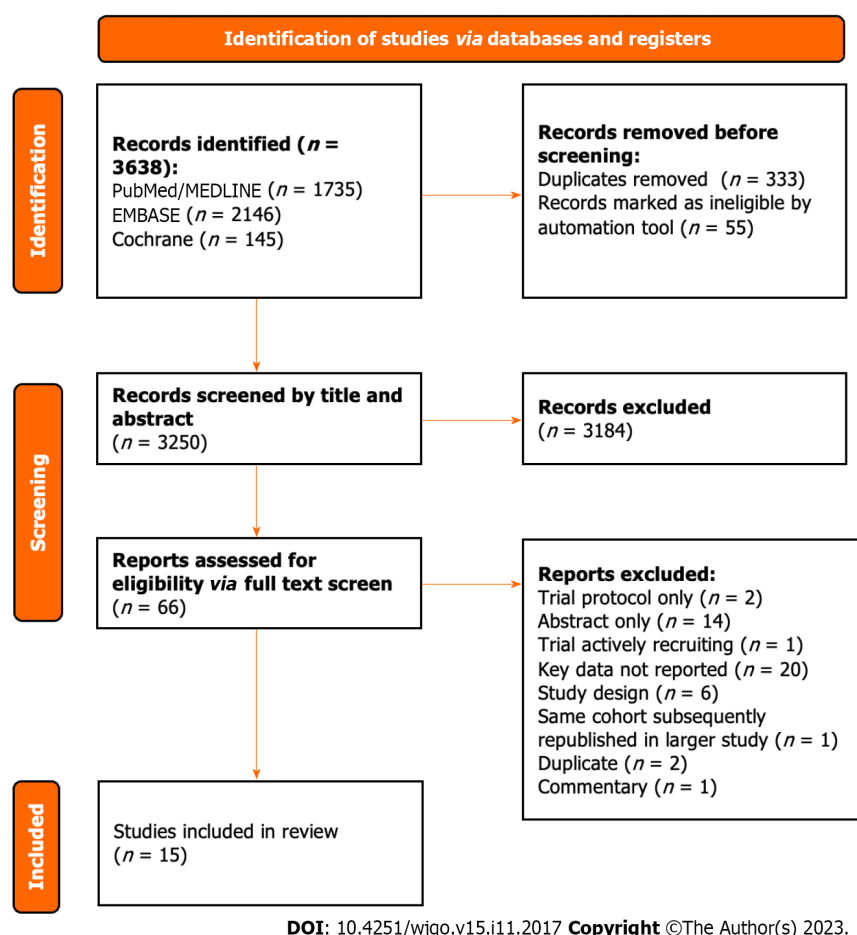 Identification of studies via databases and registers
Identification
Records identified (n =
3638):
PubMed/MEDLINE (n = 1735)
EMBASE (n = 2146)
Cochrane (n = 145)
Records removed before
screening:
Duplicates removed (n = 333)
Records marked as ineligible by
automation tool (n = 55)
Screening
Records screened by title and
abstract
(n = 3250)
Records excluded
(n = 3184)
Reports assessed for
eligibility via full text screen
(n = 66)
Reports excluded:
Trial protocol only (n = 2)
Abstract only (n = 14)
Trial actively recruiting (n = 1)
Key data not reported (n = 20)
Study design (n = 6)
Same cohort subsequently
republished in larger study (n = 1)
Duplicate (n = 2)
Commentary (n = 1)
Included
Studies included in review
(n = 15)
DOI: 10.4251/wjgo.v15.i11.2017 Copyright ©The Author(s) 2023.